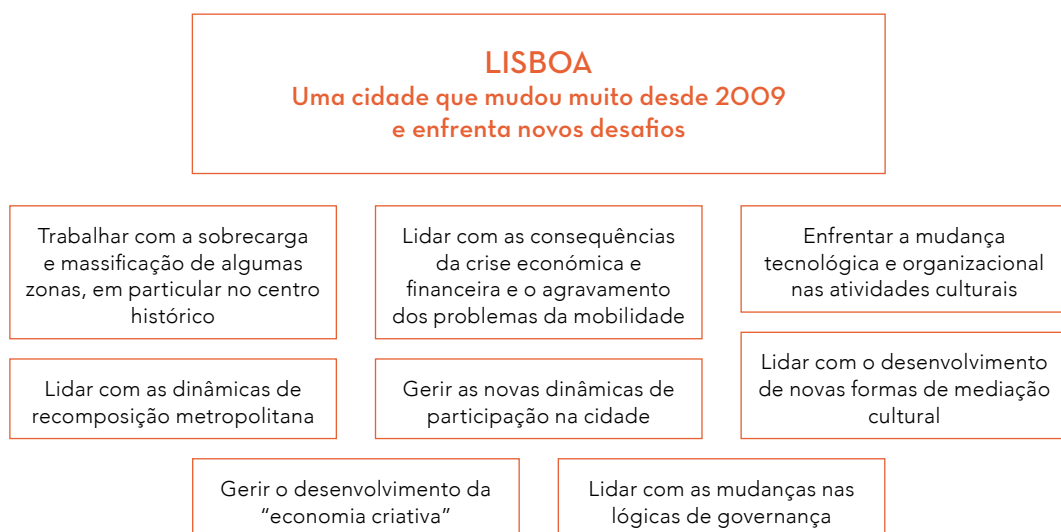 LISBOA
Uma cidade que mudou muito desde 2009
e enfrenta novos desafios
Trabalhar com a sobrecarga
e massificação de algumas
zonas, em particular no centro
histórico
Lidar com as consequências
da crise económica e
financeira e o agravamento
dos problemas da mobilidade
Enfrentar a mudança
tecnológica e organizacional
nas atividades culturais
Lidar com as dinâmicas de
recomposição metropolitana
Gerir as novas dinâmicas de
participação na cidade
Lidar com o desenvolvimento
de novas formas de mediação
cultural
Gerir o desenvolvimento da
“economia criativa”
Lidar com as mudanças nas
lógicas de governança